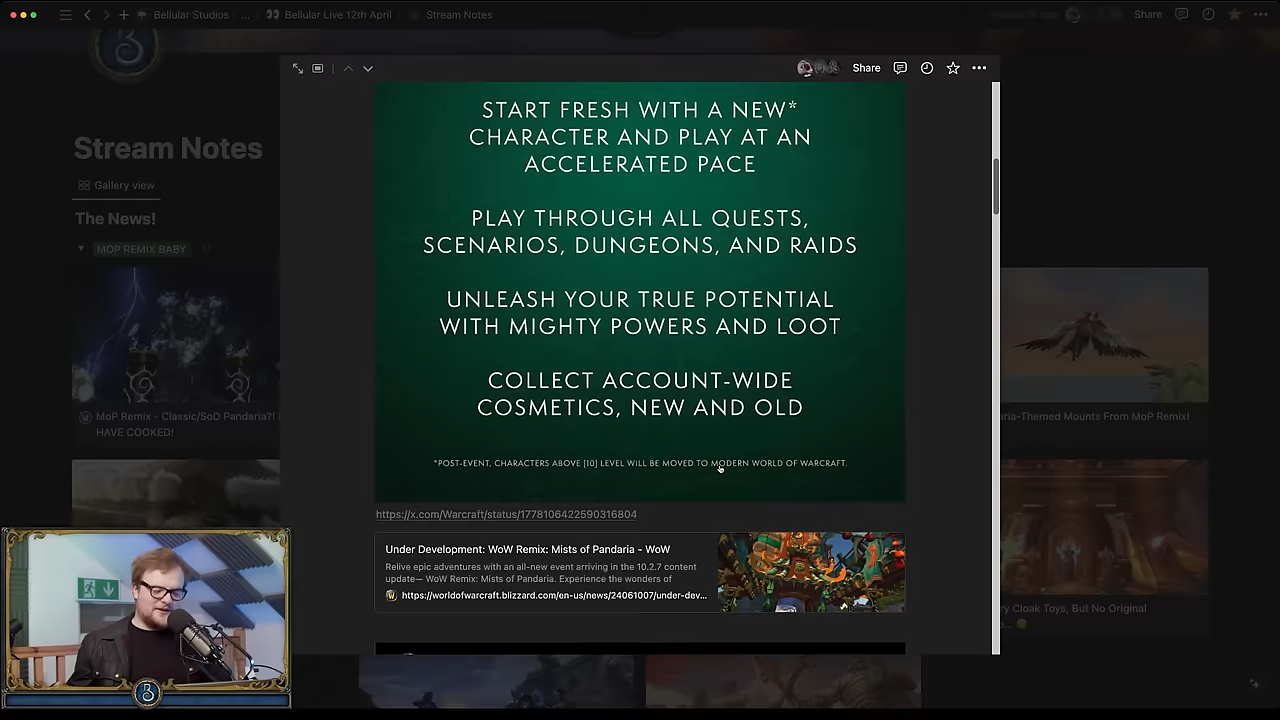 Bellular Studios
...
Bellular Live 12th April
Stream Notes
Share
Share
Stream Notes
Gallery view
The News!
MOP REMIX BABY
MoP Remix - Classic/SoD Pandaria?!
HAVE COOKED!
START FRESH WITH A NEW*
CHARACTER AND PLAY AT AN
ACCELERATED PACE
PLAY THROUGH ALL QUESTS,
SCENARIOS, DUNGEONS, AND RAIDS
UNLEASH YOUR TRUE POTENTIAL
WITH MIGHTY POWERS AND LOOT
COLLECT ACCOUNT-WIDE
COSMETICS, NEW AND OLD
*POST-EVENT, CHARACTERS ABOVE [10] LEVEL WILL BE MOVED TO MODERN WORLD OF WARCRAFT.
https://x.com/Warcraft/status/1778106422590316804
Under Development: WoW Remix: Mists of Pandaria - WoW
Relive epic adventures with an all-new event arriving in the 10.2.7 content
update— WoW Remix: Mists of Pandaria. Experience the wonders of
https://worldofwarcraft.blizzard.com/en-us/news/24061007/under-dev...
aria-Themed Mounts From MoP Remix!
ry Cloak Toys, But No Original
B